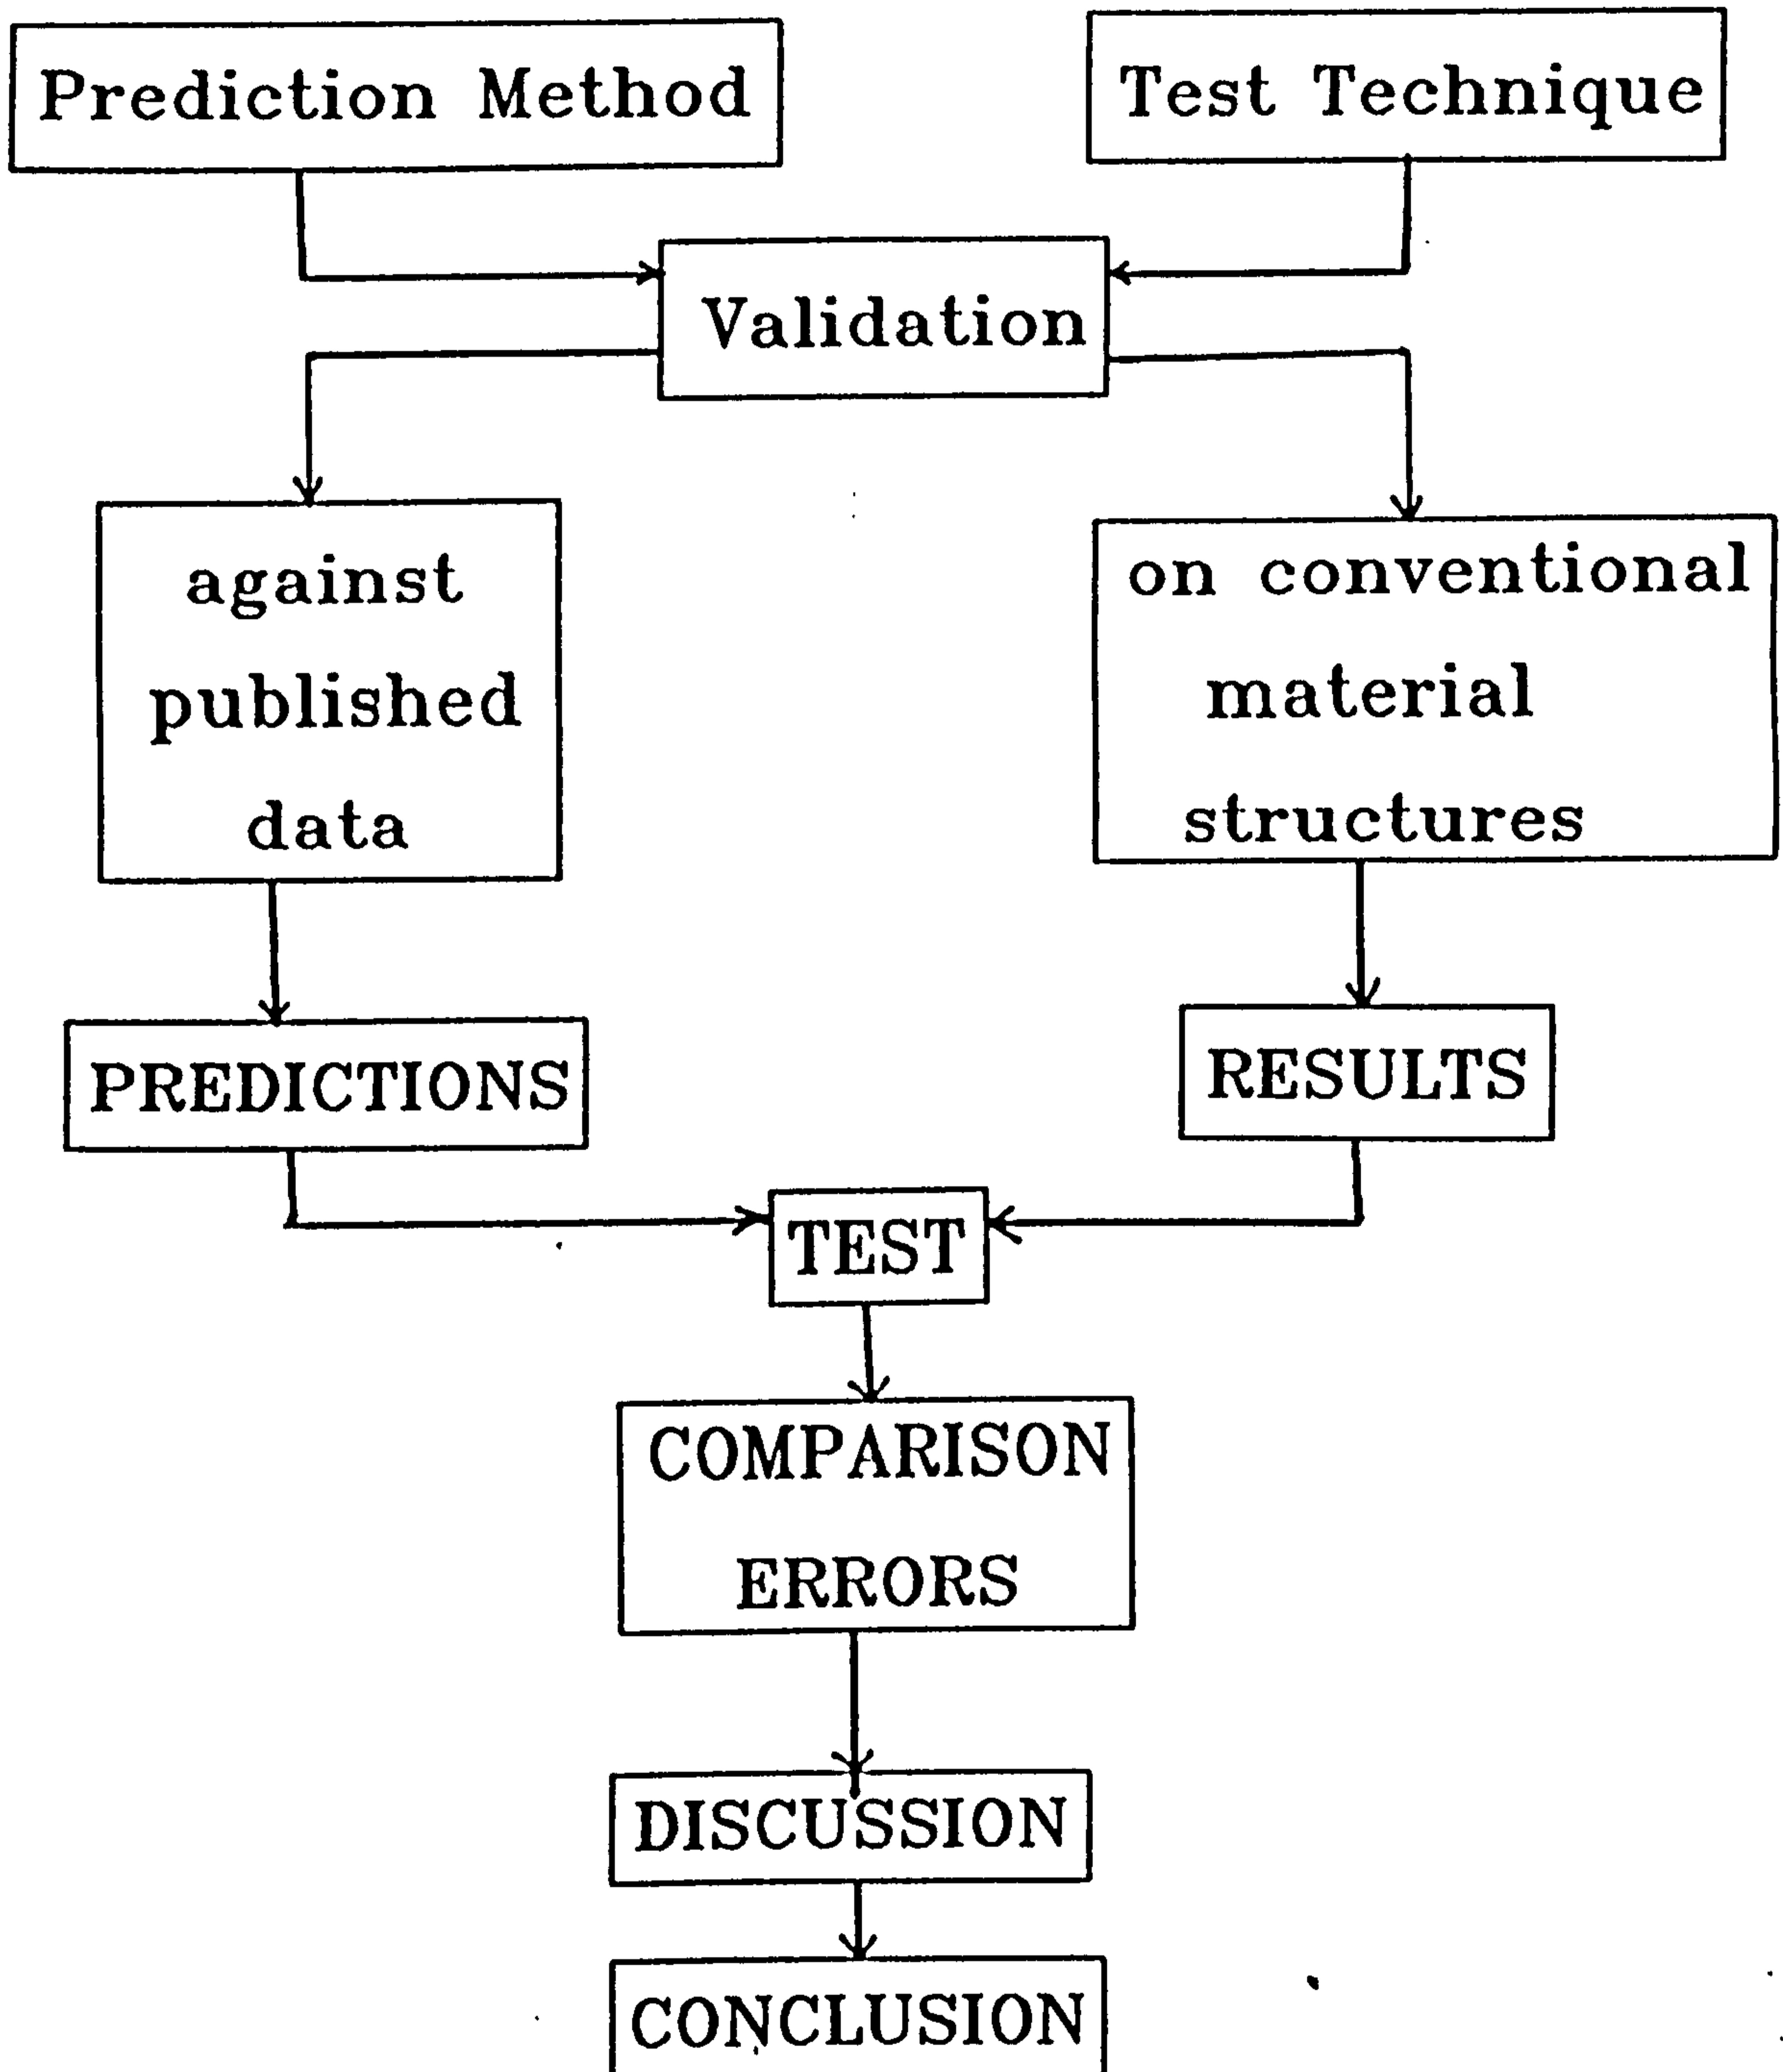 Prediction Method
Test Technique
Validation
against
published
data
on conventional
material
structures
PREDICTIONS
RESULTS
TEST
COMPARISON
ERRORS
DISCUSSION
CONCLUSION